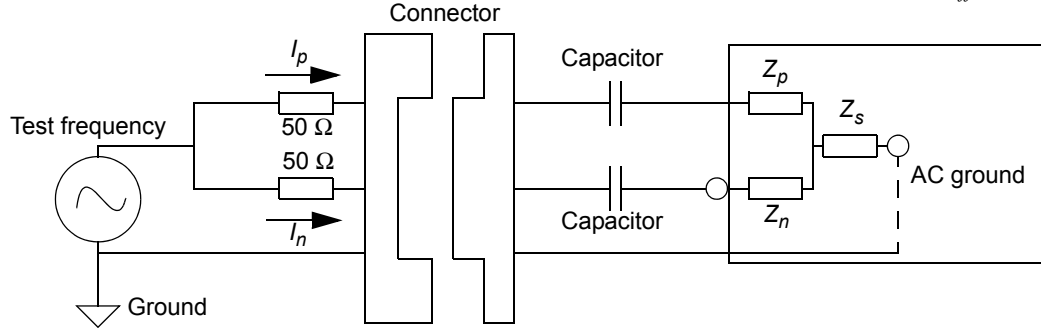 Connector
I_p
Capacitor
Z_p
Z_s
Test frequency
50 Ω
50 Ω
AC ground
I_n
Capacitor
Z_n
Ground